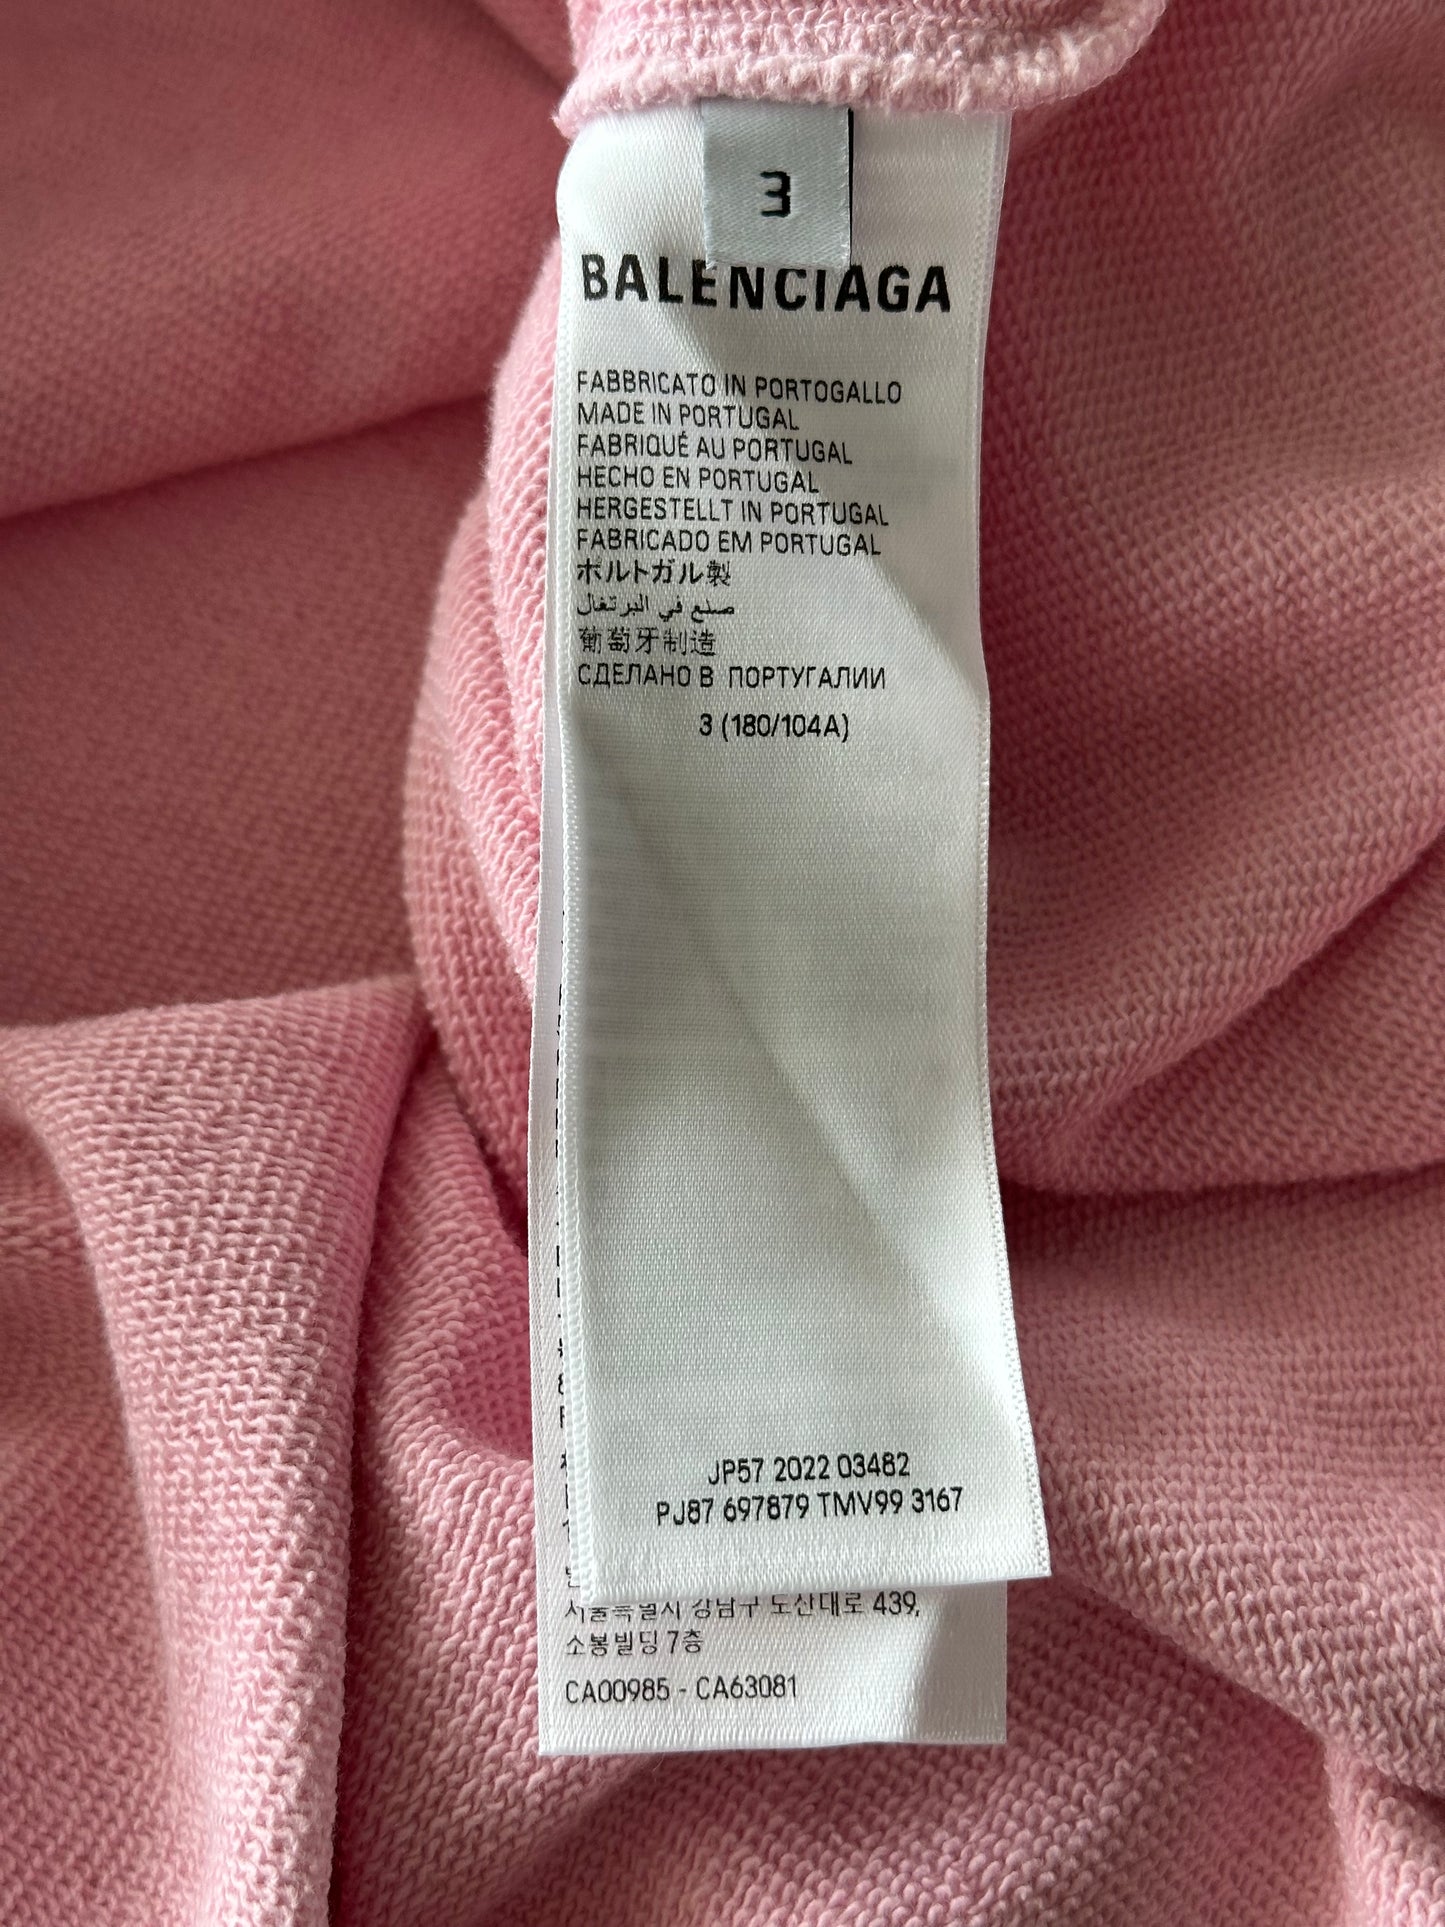 3
BALENCIAGA
FABBRICATO IN PORTOGALLO
MADE IN PORTUGAL
FABRIQUÉ AU PORTUGAL
HECHO EN PORTUGAL
HERGESTELLT IN PORTUGAL
FABRICADO EM PORTUGAL
ポルトガル製
صنع في البرتغال
葡萄牙制造
СДЕЛАНО В ПОРТУГАЛИИ
3 (180/104A)
JP57 2022 03482
PJ87 697879 TMV99 3167
서울특별시 강남구 도산대로 439,
소봉빌딩 7층
CA00985 - CA63081